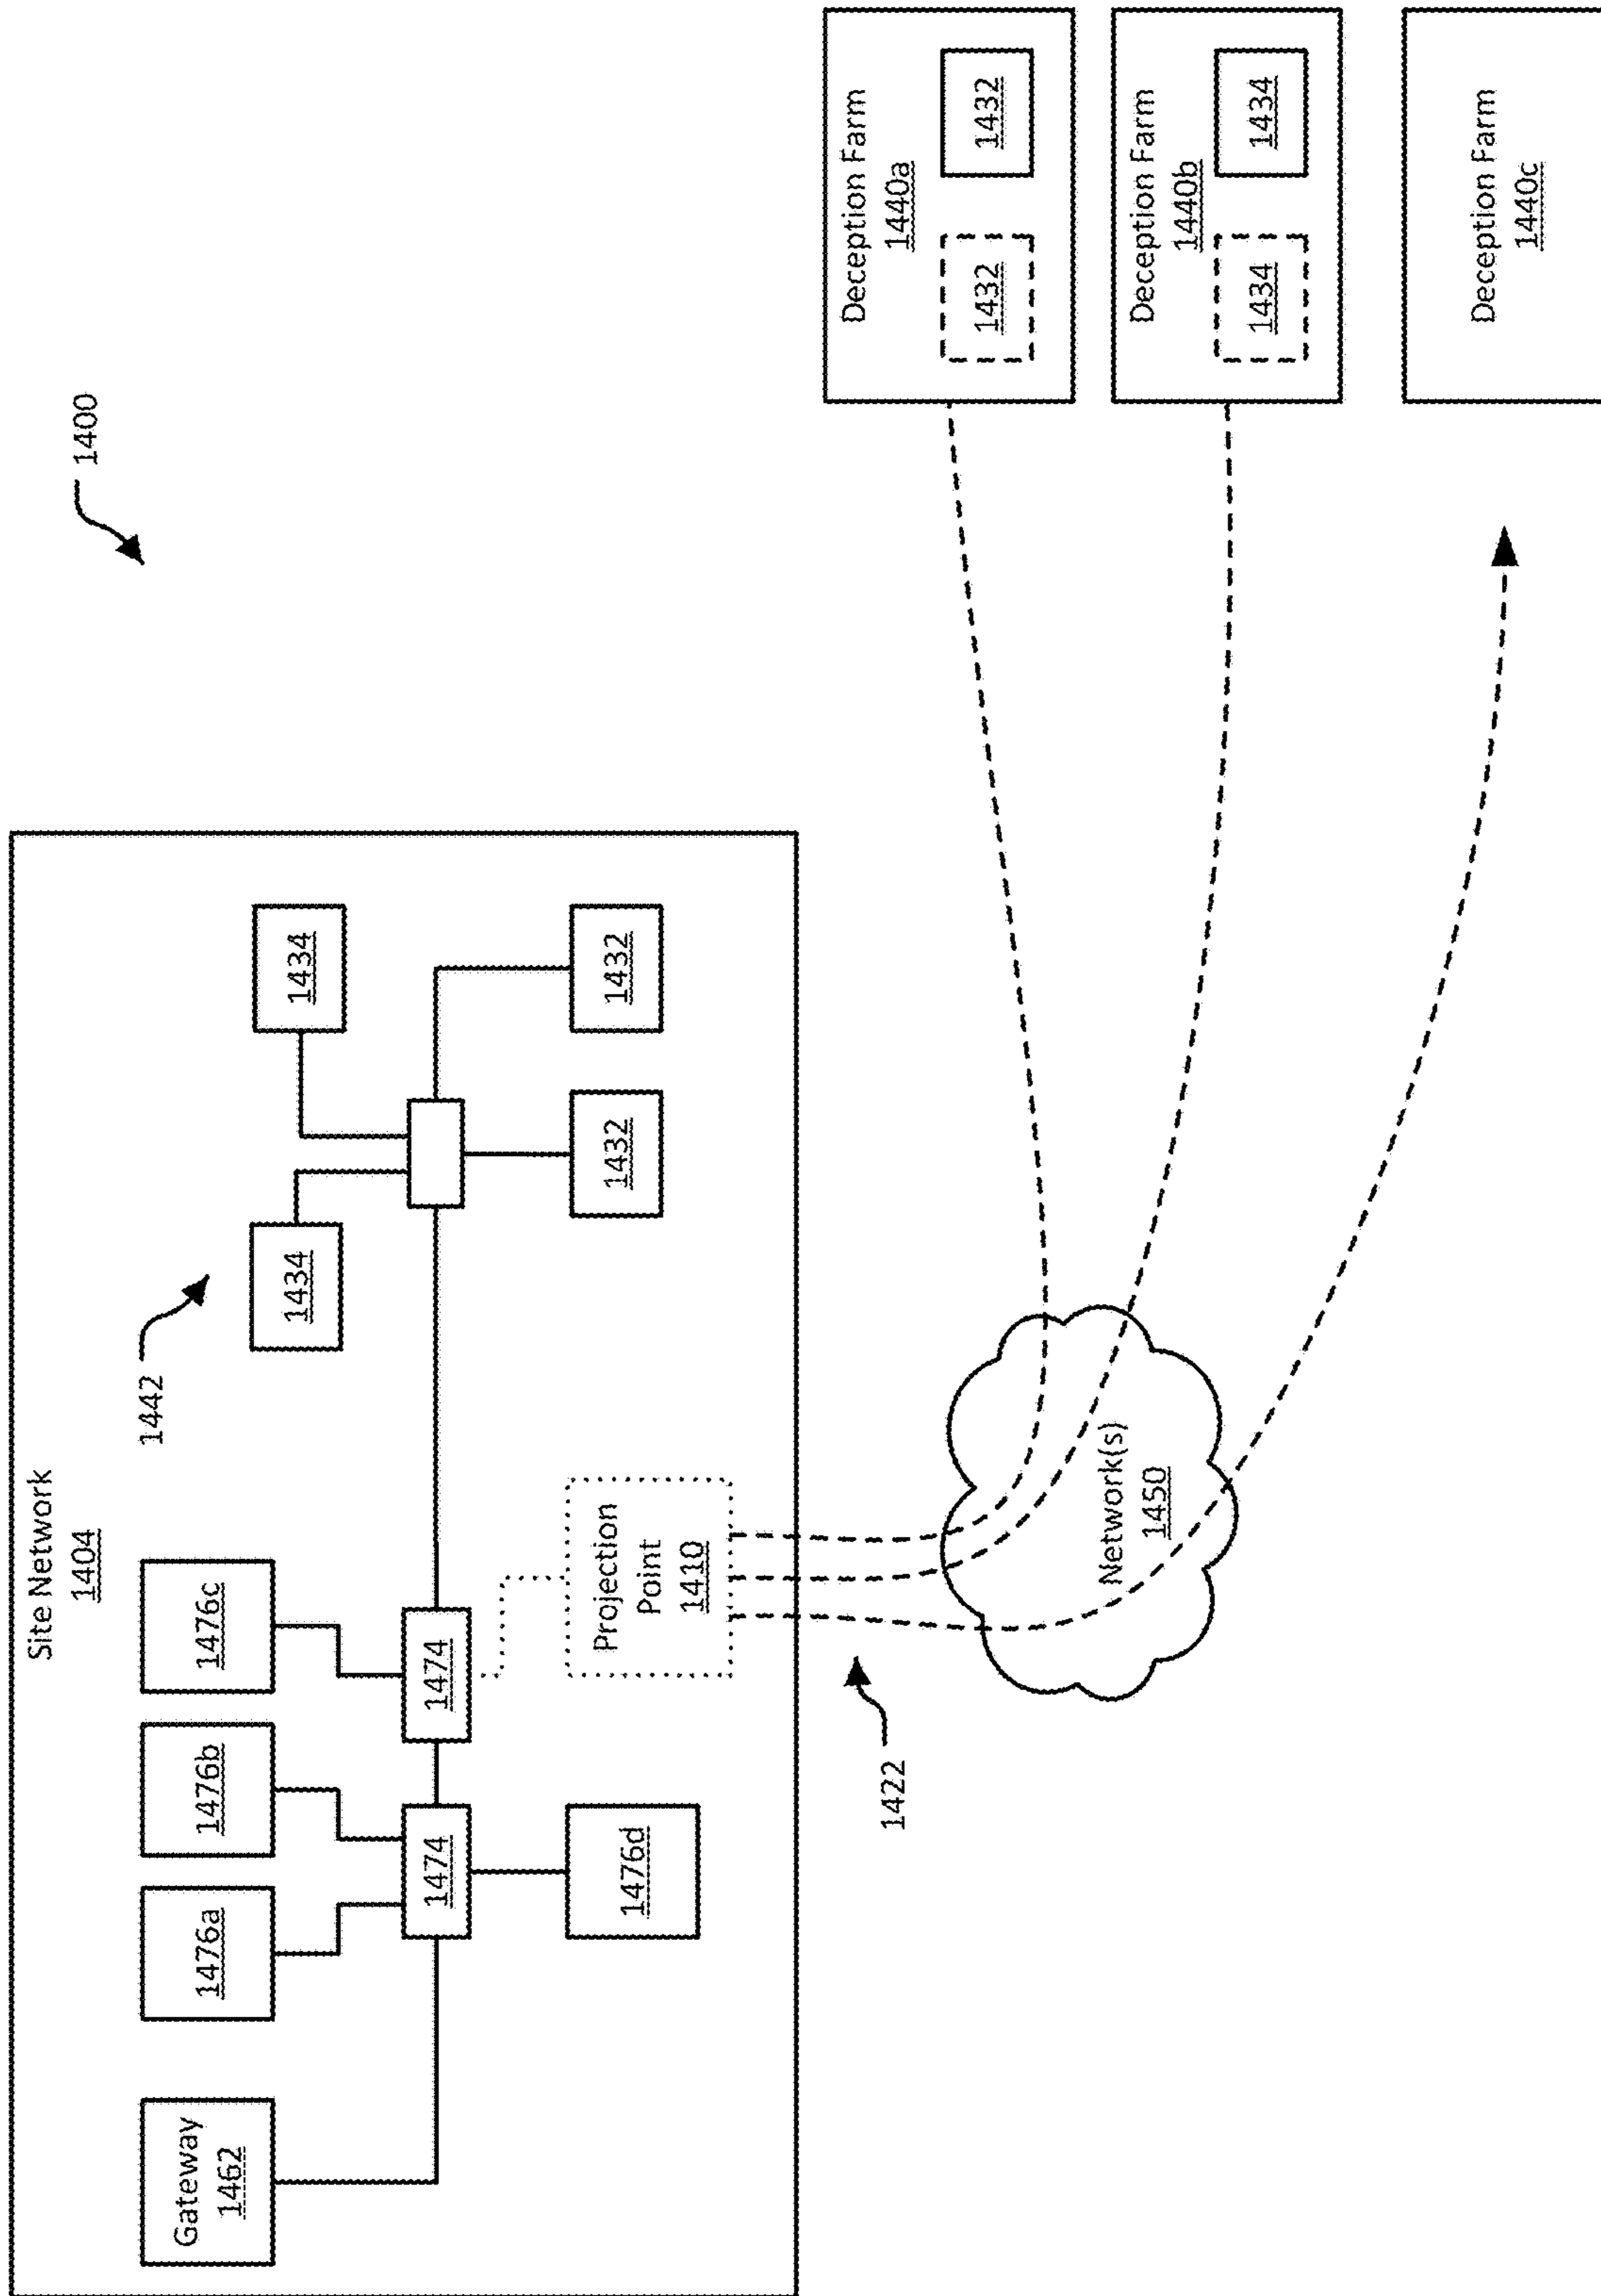 1400
Site Network
1404
Gateway
1462
1476a
1476b
1476c
1442
1434
1434
1474
1474
1476d
Projection
Point
1410
1432
1432
1422
Network(s)
1450
Deception Farm
1440a
1432
1432
Deception Farm
1440b
1434
1434
Deception Farm
1440c